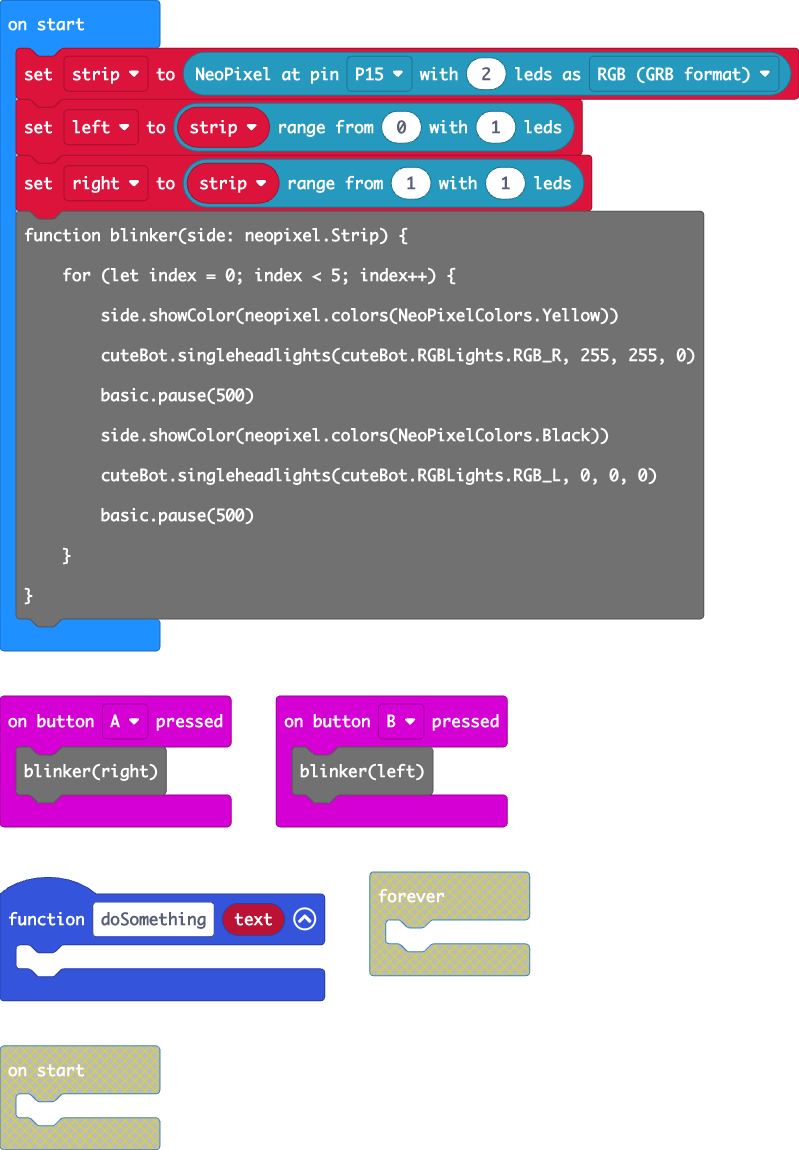 on start
set strip to NeoPixel at pin P15 with 2 leds as RGB (GRB format)
set left to strip range from 0 with 1 leds
set right to strip range from 1 with 1 leds
function blinker(side: neopixel.Strip) {
for (let index = 0; index < 5; index++) {
side.showColor(neopixel.colors(NeoPixelColors.Yellow))
cuteBot.singleheadlights(cuteBot.RGBLights.RGB_R, 255, 255, 0)
basic.pause(500)
side.showColor(neopixel.colors(NeoPixelColors.Black))
cuteBot.singleheadlights(cuteBot.RGBLights.RGB_L, 0, 0, 0)
basic.pause(500)
}
}
on button A pressed
blinker(right)
on button B pressed
blinker(left)
function doSomething text
forever
on start